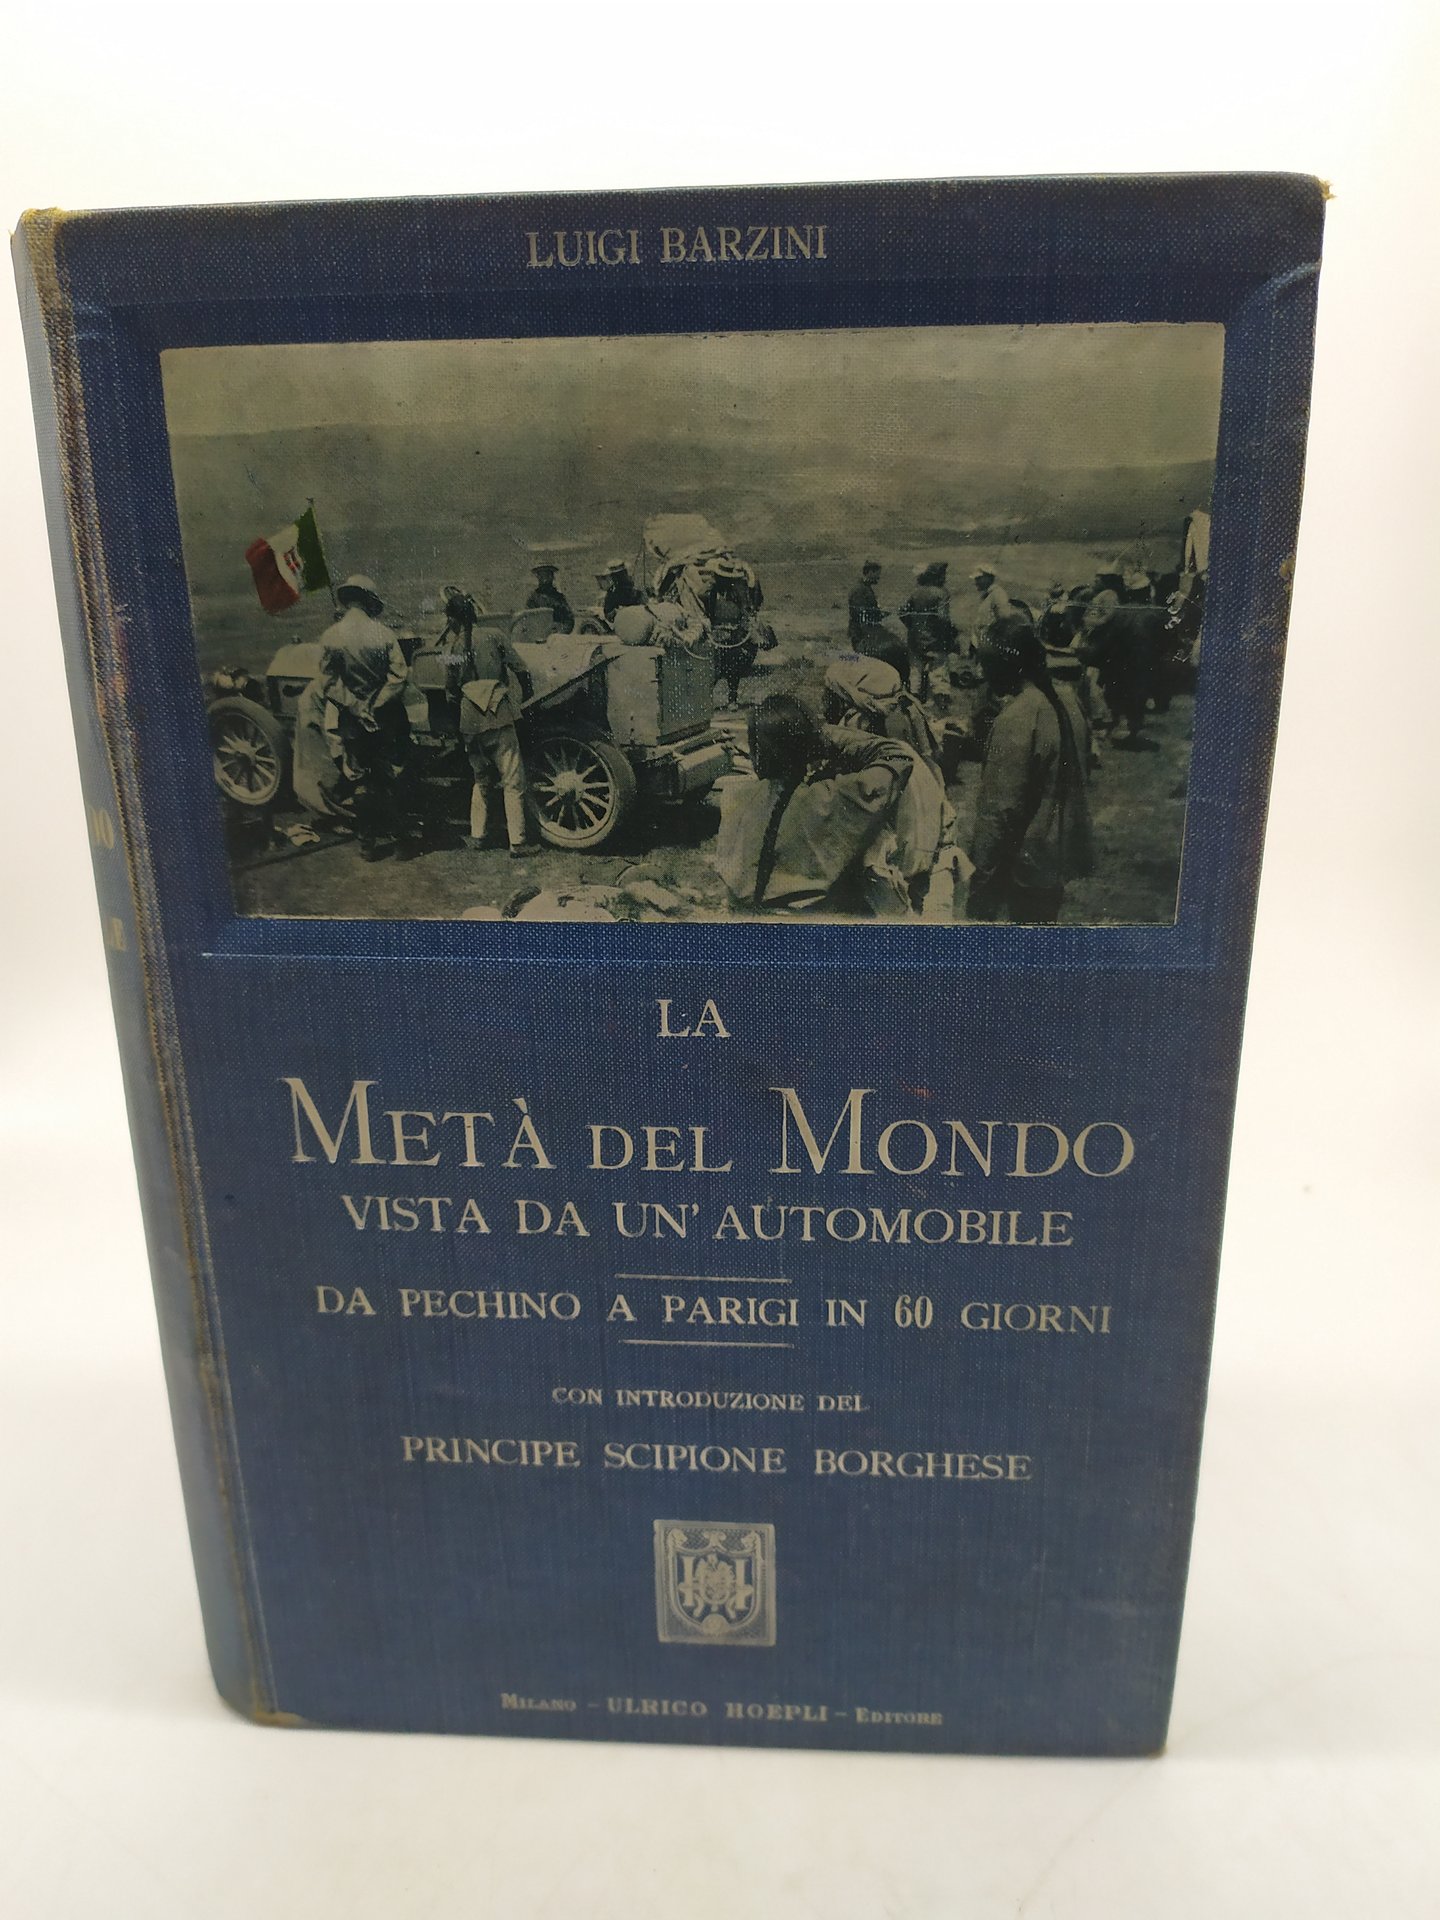 LUIGI BARZINI
LA
METÀ DEL MONDO
VISTA DA UN' AUTOMOBILE
DA PECHINO A PARIGI IN 60 GIORNI
CON INTRODUZIONE DEL
PRINCIPE SCIPIONE BORGHESE
MILANO - ULRICO HOEPLI - EDITORE